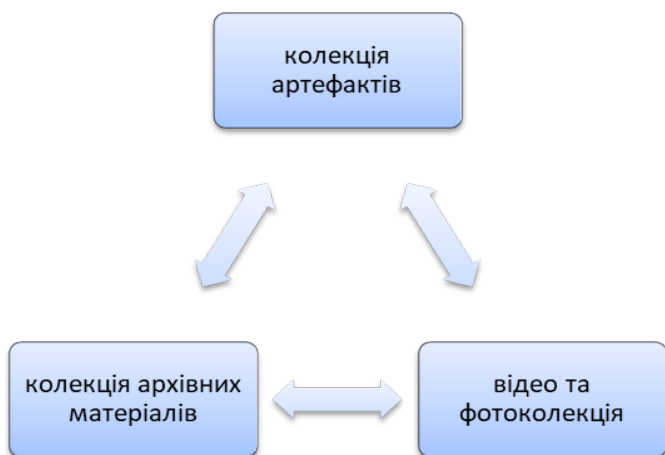 колекція
артефактів
колекція архівних
матеріалів
відео та
фотоколекція